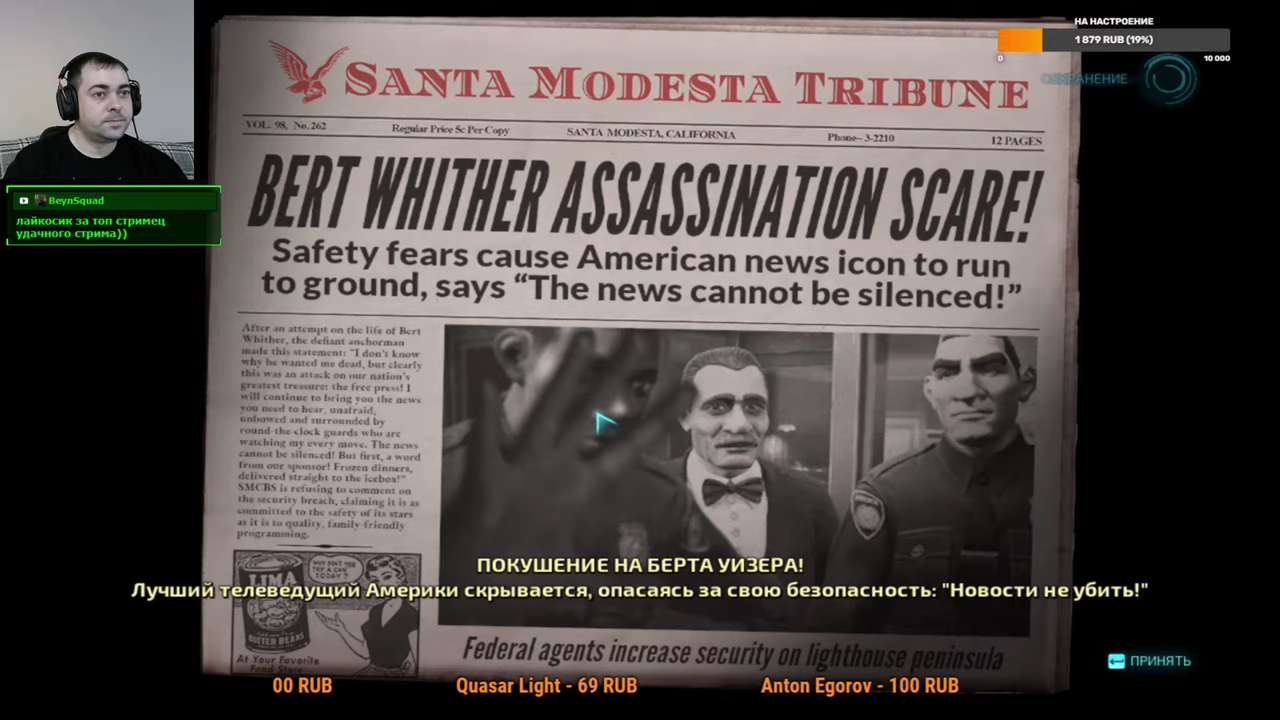 НА НАСТРОЕНИЕ
1 879 RUB (19%)
0
10 000
СОХРАНЕНИЕ
SANTA MODESTA TRIBUNE
VOL. 98, No. 262
Regular Price 5c Per Copy
SANTA MODESTA, CALIFORNIA
Phone- 3-2210
12 PAGES
BeynSquad
лайкосик за топ стримец
удачного стрима))
BERT WHITHER ASSASSINATION SCARE!
Safety fears cause American news icon to run
to ground, says “The news cannot be silenced!”
After an attempt on the life of Bert
Whither, the defiant anchorman
made this statement: "I don't know
why he wanted me dead, but clearly
this was an attack on our nation's
greatest treasure: the free press! I
will continue to bring you the news
you need to hear, unafraid,
unbowed and surrounded by
round-the-clock guards who are
watching my every move. The news
cannot be silenced! But first, a word
from our sponsor! Frozen dinners,
delivered straight to the icebox!"
SMCBS is refusing to comment on
the security breach, claiming it is as
committed to the safety of its stars
as it is to quality, family-friendly
programming.
WHY DON'T YOU
TRY A CAN
TODAY?
LIMA
BUTTER BEANS
At Your Favorite
Food Store
POLICE
ПОКУШЕНИЕ НА БЕРТА УИЗЕРА!
Лучший телеведущий Америки скрывается, опасаясь за свою безопасность: "Новости не убить!"
Federal agents increase security on lighthouse peninsula
ПРИНЯТЬ
00 RUB
Quasar Light - 69 RUB
Anton Egorov - 100 RUB